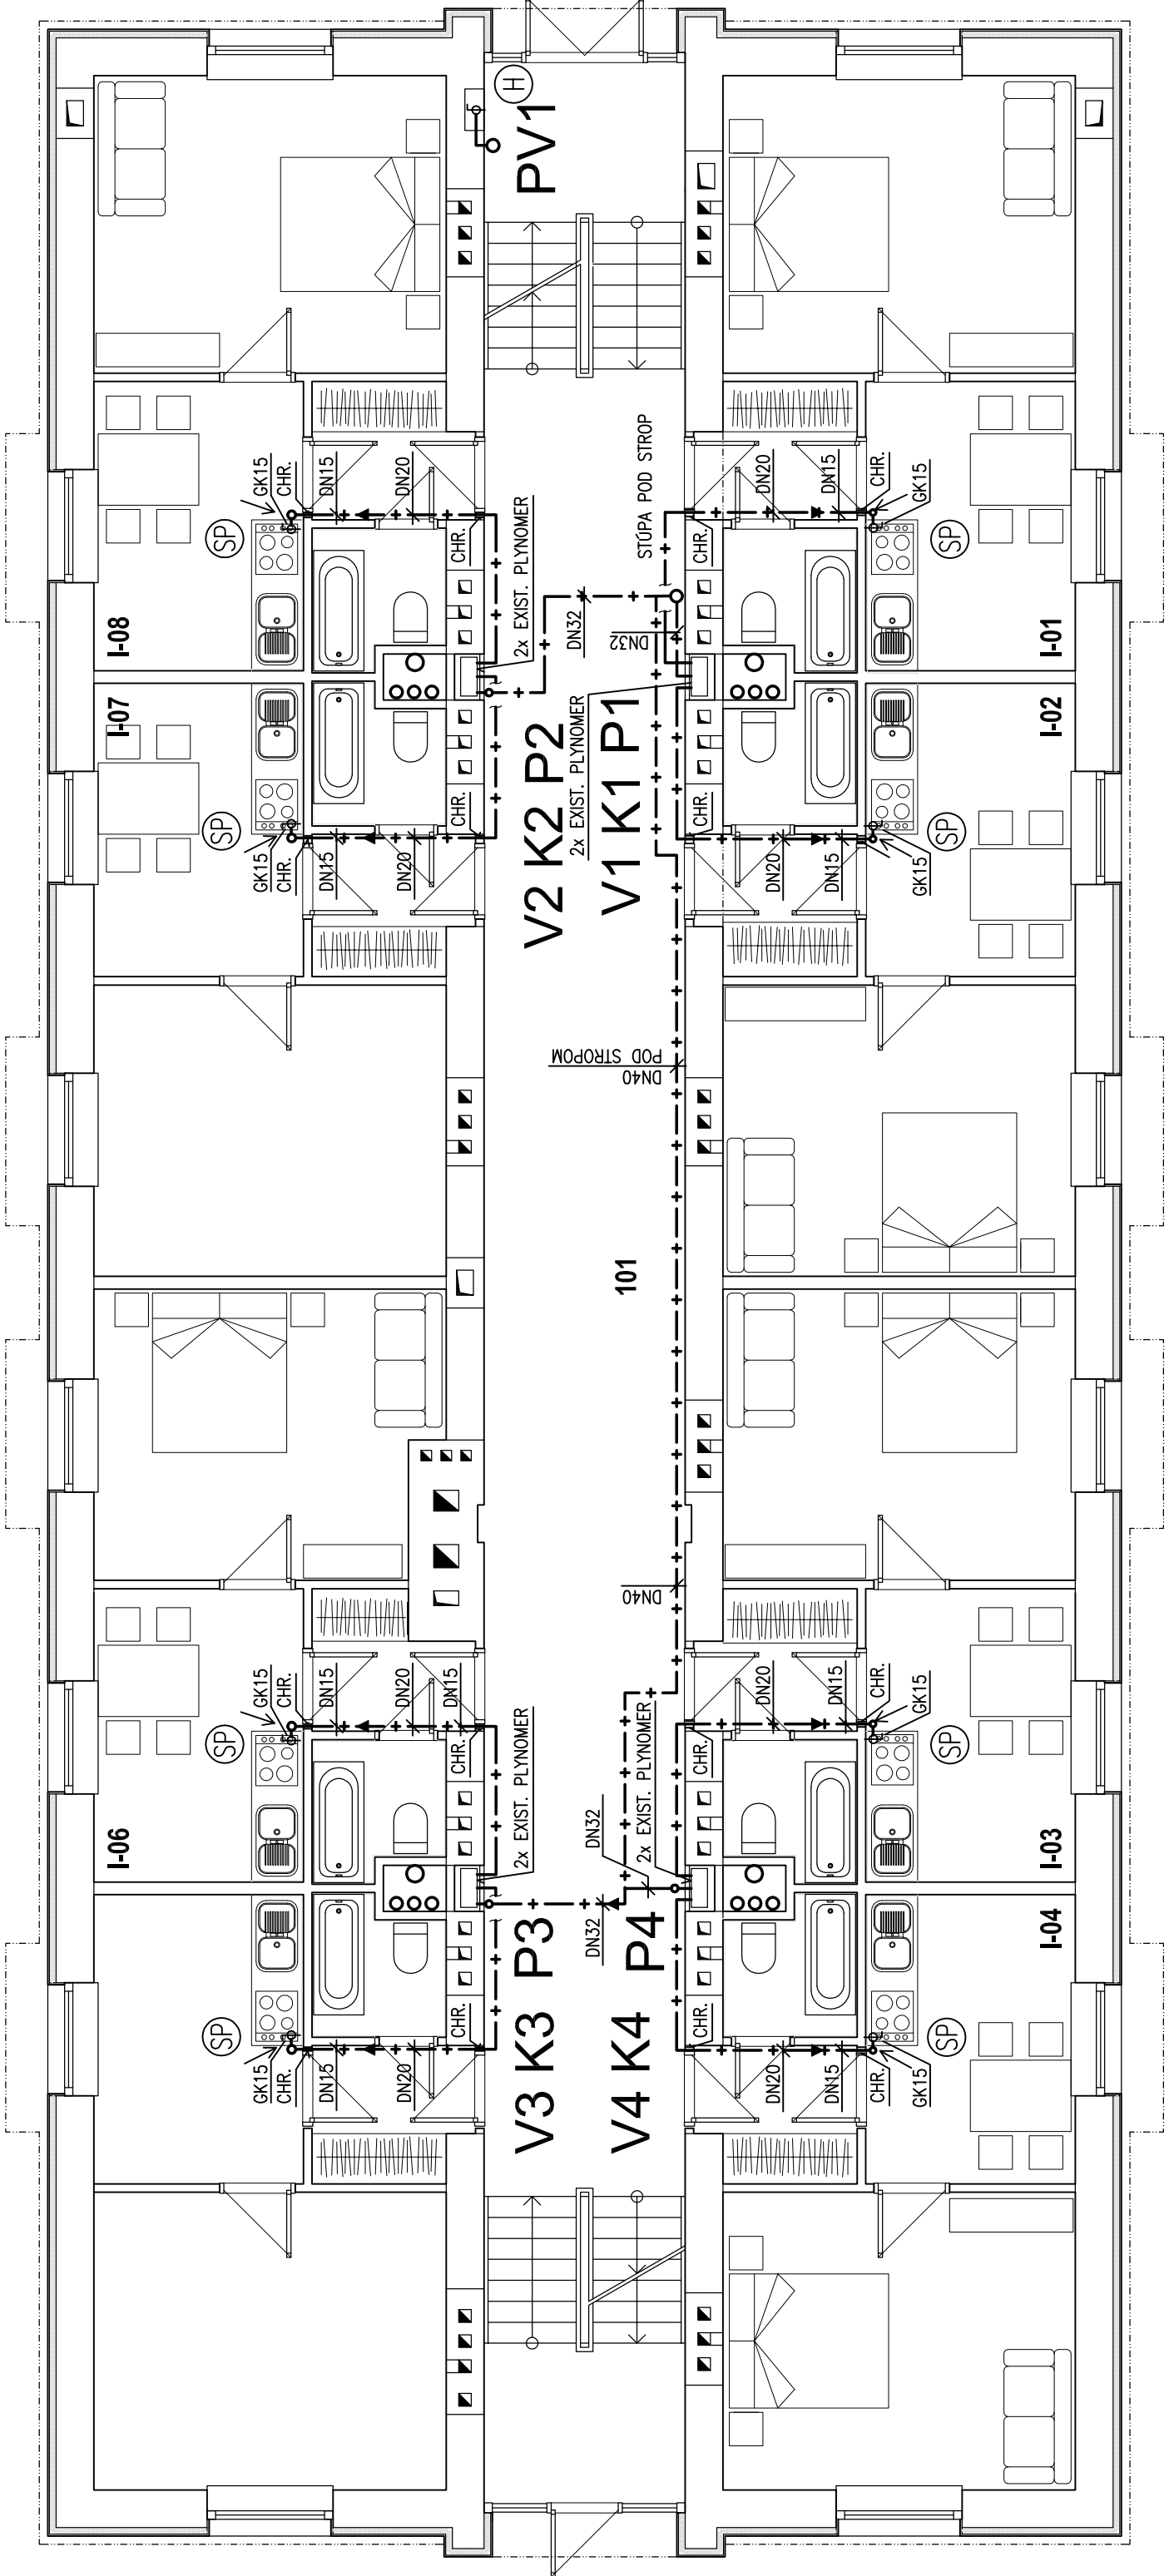 H
PV1
STÚPA POD STROP
GK15
CHR.
DN15
DN20
SP
CHR.
2x EXIST. PLYNOMER
DN32
DN32
CHR.
DN20
DN15
CHR.
GK15
SP
I-08
I-01
I-07
I-02
V2 K2 P2
2x EXIST. PLYNOMER
V1 K1 P1
SP
GK15
CHR.
DN15
DN20
CHR.
CHR.
DN20
DN15
GK15
SP
POD STROPOM
DN40
101
DN40
GK15
CHR.
DN15
DN20
DN15
SP
CHR.
2x EXIST. PLYNOMER
DN32
2x EXIST. PLYNOMER
CHR.
DN20
DN15
CHR.
GK15
SP
I-06
I-03
I-04
DN32
V3 K3 P3
V4 K4 P4
SP
GK15
CHR.
DN15
DN20
CHR.
CHR.
DN20
DN15
CHR.
GK15
SP